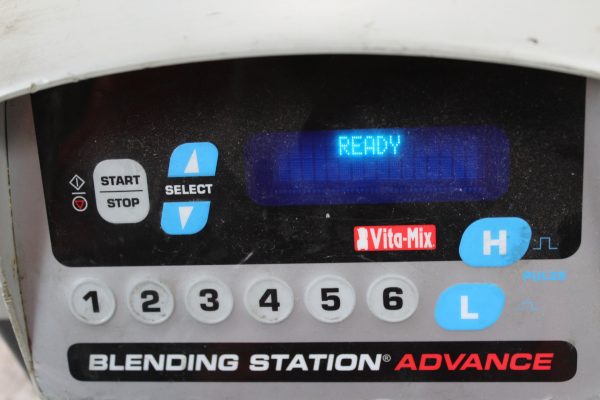 READY
START
STOP
SELECT
Vita-Mix
H
PULSE
L
1 2 3 4 5 6
BLENDING STATION® ADVANCE